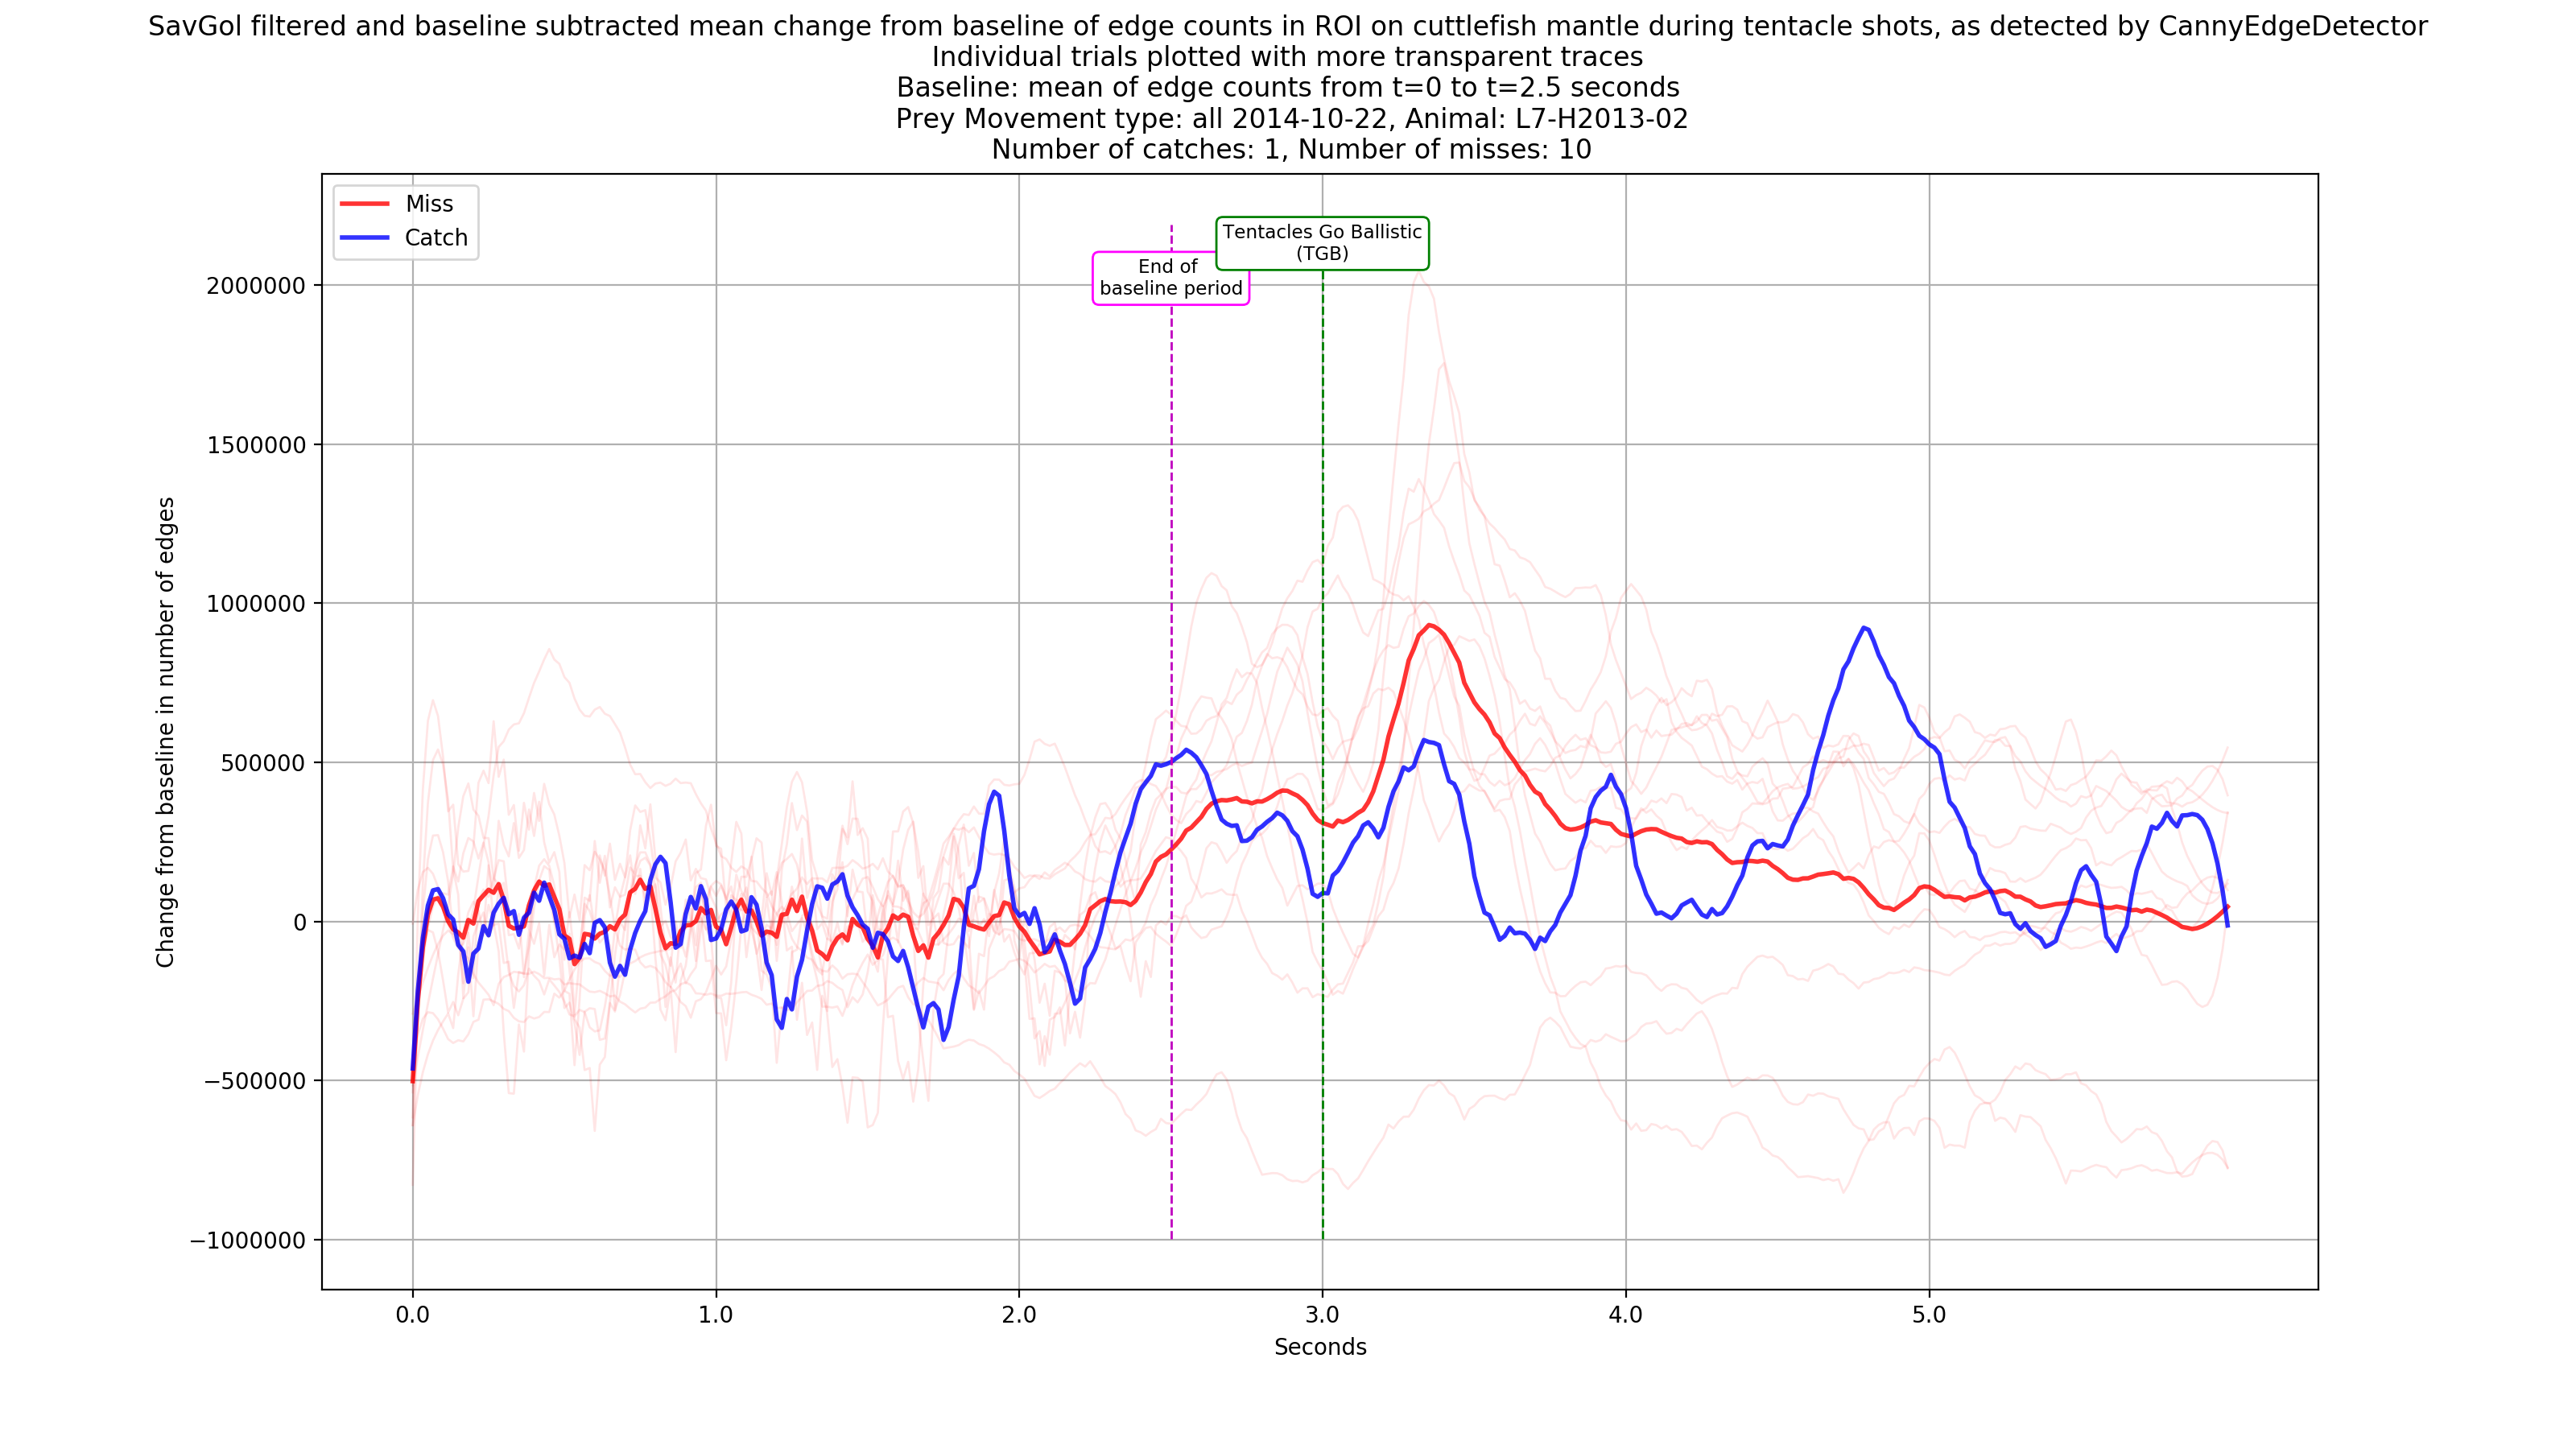 SavGol filtered and baseline subtracted mean change from baseline of edge counts in ROI on cuttlefish mantle during tentacle shots, as detected by CannyEdgeDetector
Individual trials plotted with more transparent traces
Baseline: mean of edge counts from t=0 to t=2.5 seconds
Prey Movement type: all 2014-10-22, Animal: L7-H2013-02
Number of catches: 1, Number of misses: 10
Miss
Catch
Tentacles Go Ballistic
(TGB)
End of
baseline period
2000000
1500000
1000000
500000
0
−500000
−1000000
Change from baseline in number of edges
0.0
1.0
2.0
3.0
4.0
5.0
Seconds